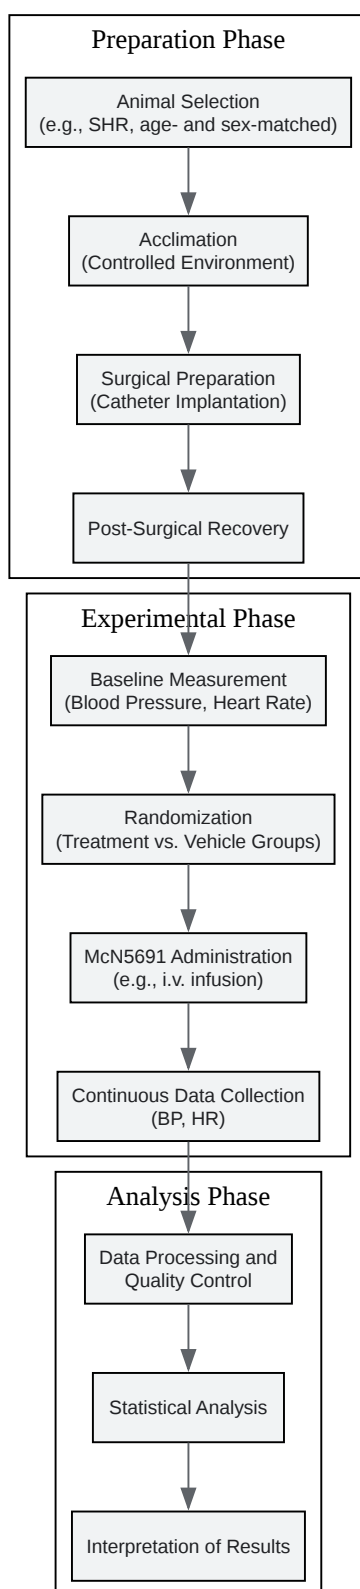 Preparation Phase
Animal Selection
(e.g., SHR, age- and sex-matched)
Acclimation
(Controlled Environment)
Surgical Preparation
(Catheter Implantation)
Post-Surgical Recovery
Experimental Phase
Baseline Measurement
(Blood Pressure, Heart Rate)
Randomization
(Treatment vs. Vehicle Groups)
McN5691 Administration
(e.g., i.v. infusion)
Continuous Data Collection
(BP, HR)
Analysis Phase
Data Processing and
Quality Control
Statistical Analysis
Interpretation of Results